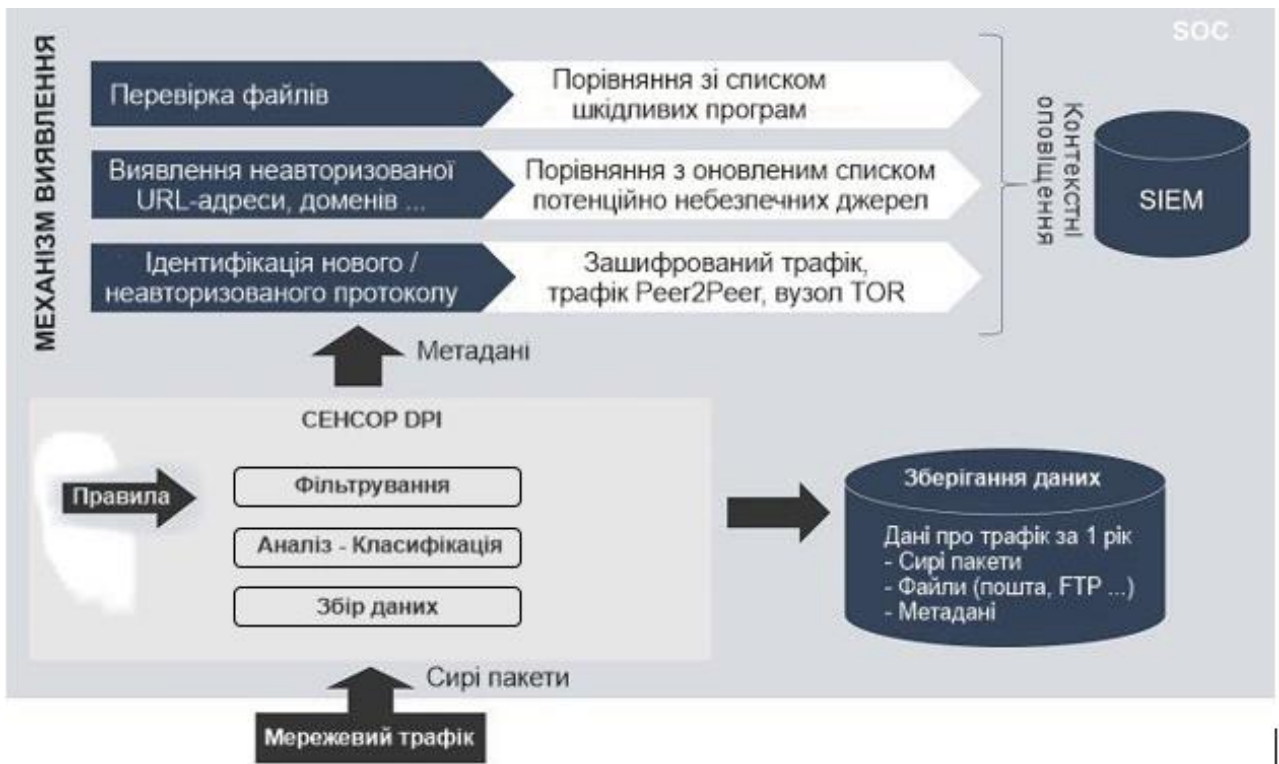 SOC
МЕХАНІЗМ ВИЯВЛЕННЯ
Перевірка файлів
Порівняння зі списком
шкідливих програм
Виявлення неавторизованої
URL-адреси, доменів ...
Порівняння з оновленим списком
потенційно небезпечних джерел
Ідентифікація нового /
неавторизованого протоколу
Зашифрований трафік,
трафік Peer2Peer, вузол TOR
Контекстні
оповіщення
SIEM
Метадані
СЕНСОР DPI
Правила
Фільтрування
Аналіз - Класифікація
Збір даних
Зберігання даних
Дані про трафік за 1 рік
- Сирі пакети
- Файли (пошта, FTP ...)
- Метадані
Сирі пакети
Мережевий трафік